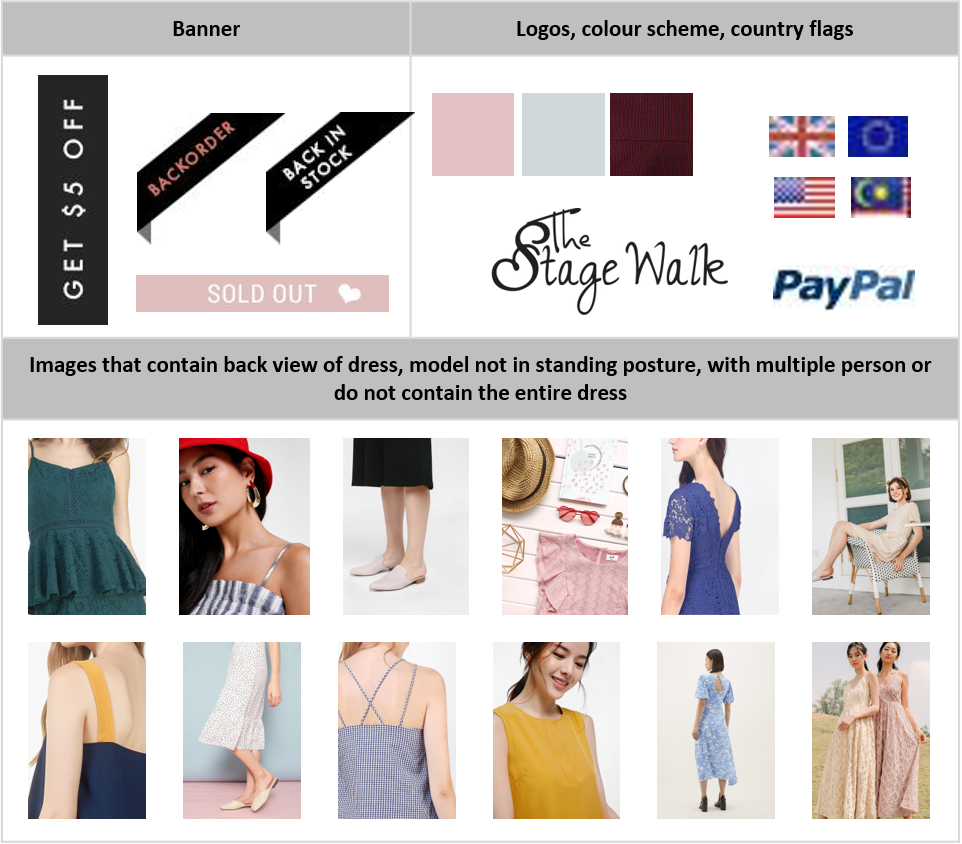 Banner
Logos, colour scheme, country flags
GET $5 OFF
BACKORDER
BACK IN
STOCK
SOLD OUT
The
Stage Walk
PayPal
Images that contain back view of dress, model not in standing posture, with multiple person or
do not contain the entire dress